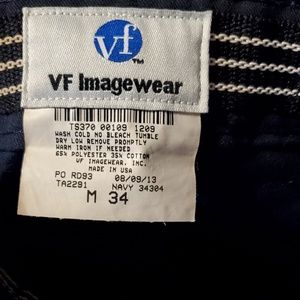 vf
VF Imagewear
TS370 00109 1209
WASH COLD NO BLEACH TUMBLE
DRY LOW REMOVE PROMPTLY
WARM IRON IF NEEDED
65% POLYESTER 35% COTTON
VF IMAGEWEAR, INC.
MADE IN USA
PO RD93 08/09/13
TA2291 NAVY 34304
M 34